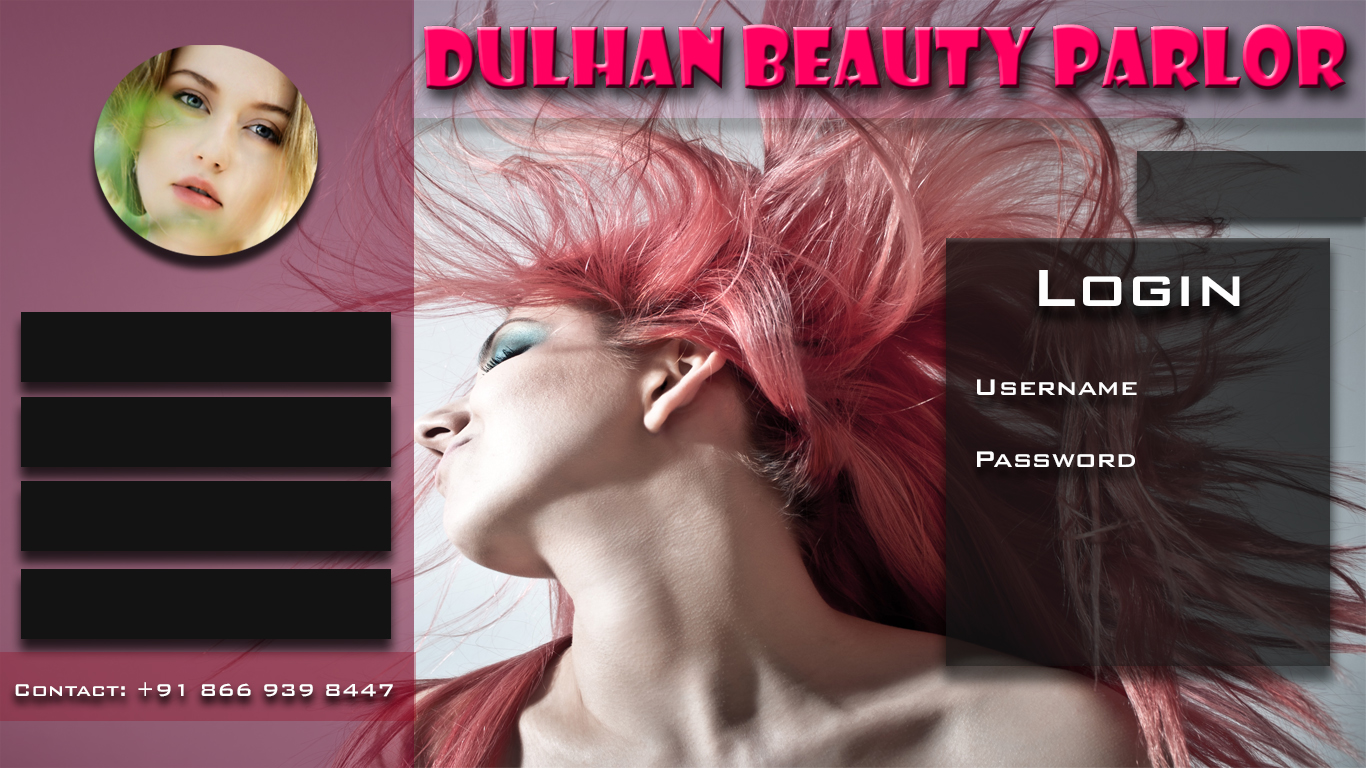 DULHAN BEAUTY PARLOR
LOGIN
USERNAME
PASSWORD
CONTACT: +91 866 939 8447